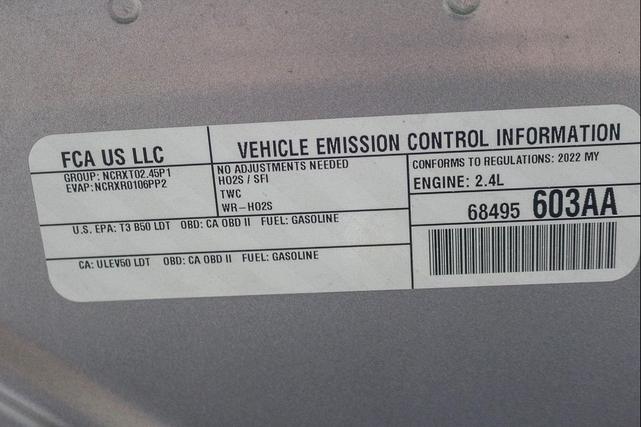 FCA US LLC
GROUP: NCRXT02.45P1
EVAP: NCRXR0106PP2
VEHICLE EMISSION CONTROL INFORMATION
NO ADJUSTMENTS NEEDED
HO2S / SFI
TWC
WR-HO2S
CONFORMS TO REGULATIONS: 2022 MY
ENGINE: 2.4L
68495 603AA
U.S. EPA: T3 B50 LDT OBD: CA OBD II FUEL: GASOLINE
CA: ULEV50 LDT OBD: CA OBD II FUEL: GASOLINE